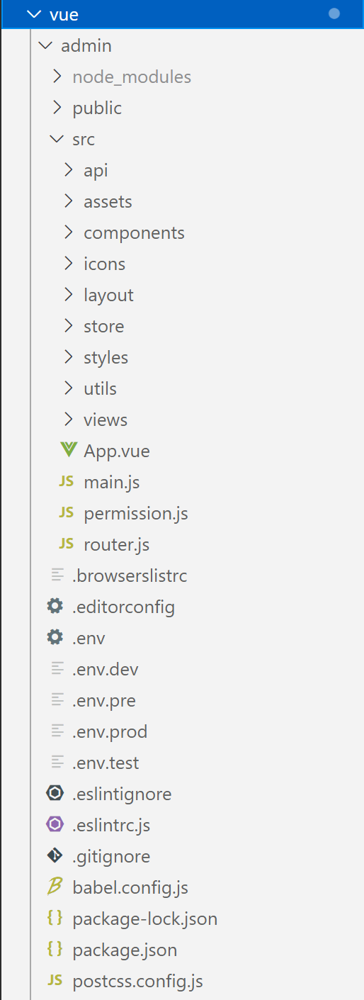 vue
admin
node_modules
public
src
api
assets
components
icons
layout
store
styles
utils
views
App.vue
JS main.js
JS permission.js
JS router.js
.browserslistrc
.editorconfig
.env
.env.dev
.env.pre
.env.prod
.env.test
.eslintignore
.eslintrc.js
.gitignore
babel.config.js
{ } package-lock.json
{ } package.json
JS postcss.config.js